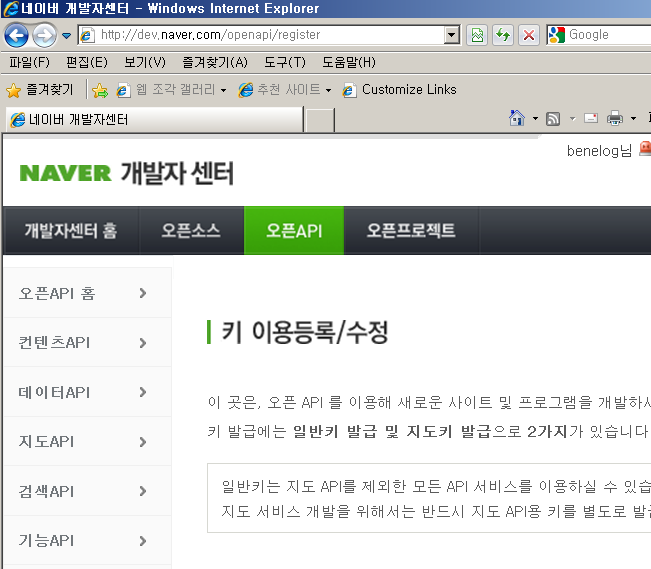 네이버 개발자센터 - Windows Internet Explorer
http://dev.naver.com/openapi/register
Google
파일(F) 편집(E) 보기(V) 즐겨찾기(A) 도구(T) 도움말(H)
즐겨찾기 웹 조각 갤러리 추천 사이트 Customize Links
네이버 개발자센터
benelog님
NAVER 개발자 센터
개발자센터 홈 오픈소스 오픈API 오픈프로젝트
오픈API 홈
컨텐츠API
데이터API
지도API
검색API
기능API
키 이용등록/수정
이 곳은, 오픈 API 를 이용해 새로운 사이트 및 프로그램을 개발하시
키 발급에는 일반키 발급 및 지도키 발급으로 2가지가 있습니다
일반키는 지도 API를 제외한 모든 API 서비스를 이용하실 수 있습
지도 서비스 개발을 위해서는 반드시 지도 API용 키를 별도로 발급